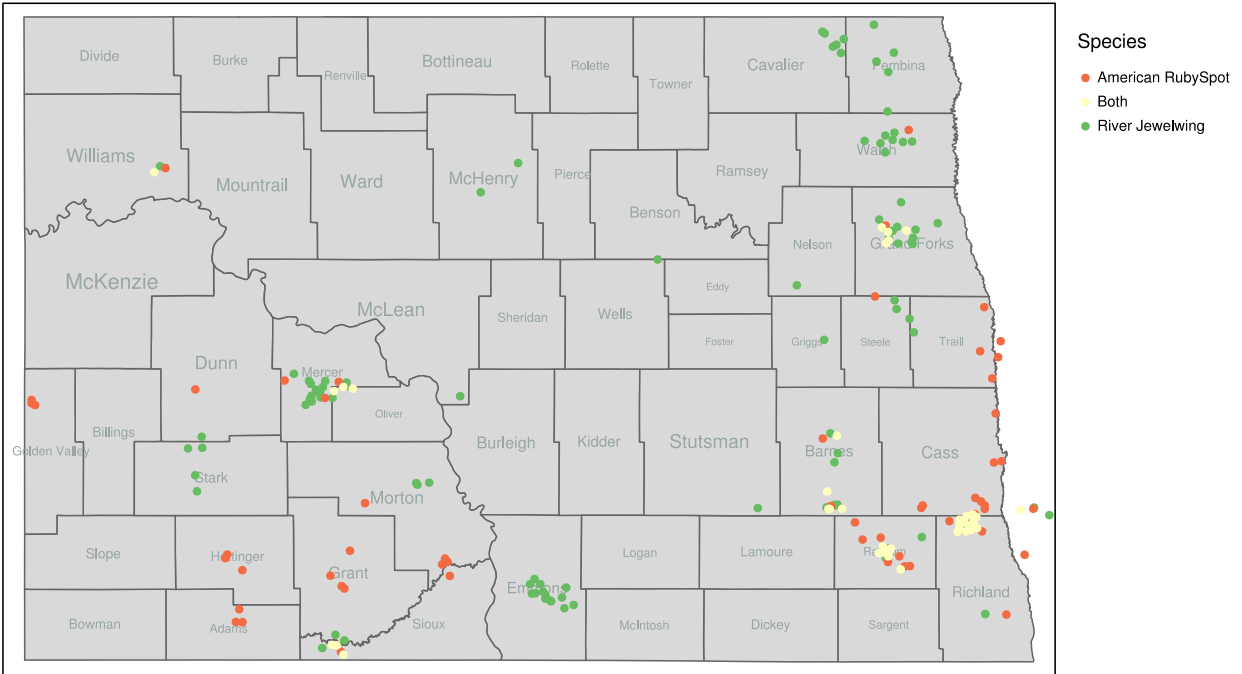 Species
American RubySpot
Both
River Jewelwing
Divide
Burke
Renville
Bottineau
Rolette
Towner
Cavalier
Pembina
Williams
Mountrail
Ward
McHenry
Pierce
Benson
Ramsey
Walsh
McKenzie
McLean
Sheridan
Wells
Eddy
Foster
Nelson
Grand Forks
Griggs
Steele
Traill
Dunn
Mercer
Oliver
Golden Valley
Billings
Stark
Morton
Burleigh
Kidder
Stutsman
Barnes
Cass
Slope
Hettinger
Grant
Sioux
Emmons
Logan
Lamoure
Ransom
Richland
Bowman
Adams
McIntosh
Dickey
Sargent